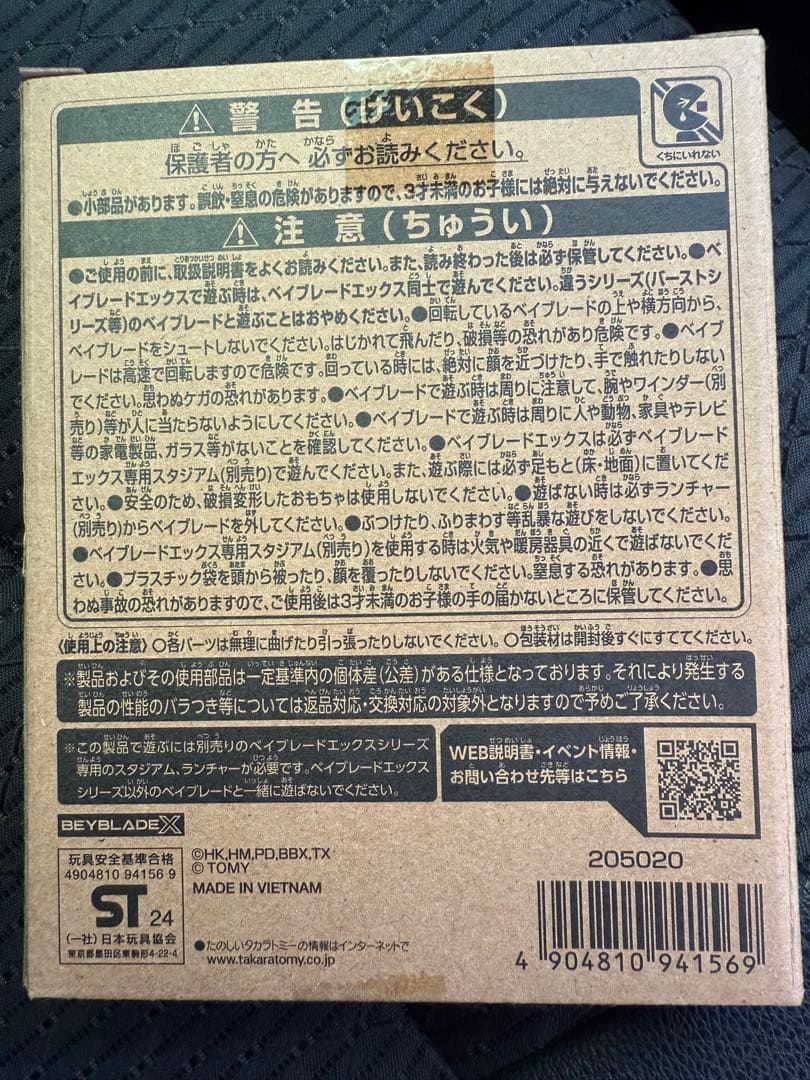 警告(けいこく)
くちにいれない
保護者の方へ 必ずお読みください。
●小部品があります。誤飲・窒息の危険がありますので、3才未満のお子様には絶対に与えないでください。
注意(ちゅうい)
●ご使用の前に、取扱説明書をよくお読みください。また、読み終わった後は必ず保管してください。●ベ
イブレードエックスで遊ぶ時は、ベイブレードエックス同士で遊んでください。違うシリーズ(バーストシ
リーズ等)のベイブレードと遊ぶことはおやめください。●回転しているベイブレードの上や横方向から、
ベイブレードをシュートしないでください。はじかれて飛んだり、破損等の恐れがあり危険です。●ベイブ
レードは高速で回転しますので危険です。回っている時には、絶対に顔を近づけたり、手で触れたりしない
でください。思わぬケガの恐れがあります。●ベイブレードで遊ぶ時は周りに注意して、腕やワインダー(別
売り)等が人に当たらないようにしてください。●ベイブレードで遊ぶ時は周りに人や動物、家具やテレビ
等の家電製品、ガラス等がないことを確認してください。●ベイブレードエックスは必ずベイブレード
エックス専用スタジアム(別売り)で遊んでください。また、遊ぶ際には必ず足もと(床・地面)に置いてくだ
さい。●安全のため、破損変形したおもちゃは使用しないでください。●遊ばない時は必ずランチャー
(別売り)からベイブレードを外してください。●ぶつけたり、ふりまわす等乱暴な遊びをしないでください。
●ベイブレードエックス専用スタジアム(別売り)を使用する時は火気や暖房器具の近くで遊ばないでくだ
さい。●プラスチック袋を頭から被ったり、顔を覆ったりしないでください。窒息する恐れがあります。●思
わぬ事故の恐れがありますので、ご使用後は3才未満のお子様の手の届かないところに保管してください。
〈使用上の注意〉○各パーツは無理に曲げたり引っ張ったりしないでください。○包装材は開封後すぐにすててください。
※製品およびその使用部品は一定基準内の個体差(公差)がある仕様となっております。それにより発生する
製品の性能のバラつき等については返品対応・交換対応の対象外となりますので予めご了承ください。
※この製品で遊ぶには別売りのベイブレードエックスシリーズ
専用のスタジアム、ランチャーが必要です。ベイブレードエックス
シリーズ以外のベイブレードと一緒に遊ばないでください。
WEB説明書・イベント情報・
お問い合わせ先等はこちら
BEYBLADE X
玩具安全基準合格
4904810 94156 9
ST 24
(一社)日本玩具協会
東京都墨田区東駒形4-22-4
©HK,HM,PD,BBX,TX
© TOMY
MADE IN VIETNAM
●たのしいタカラトミーの情報はインターネットで
www.takaratomy.co.jp
205020
4 904810 941569